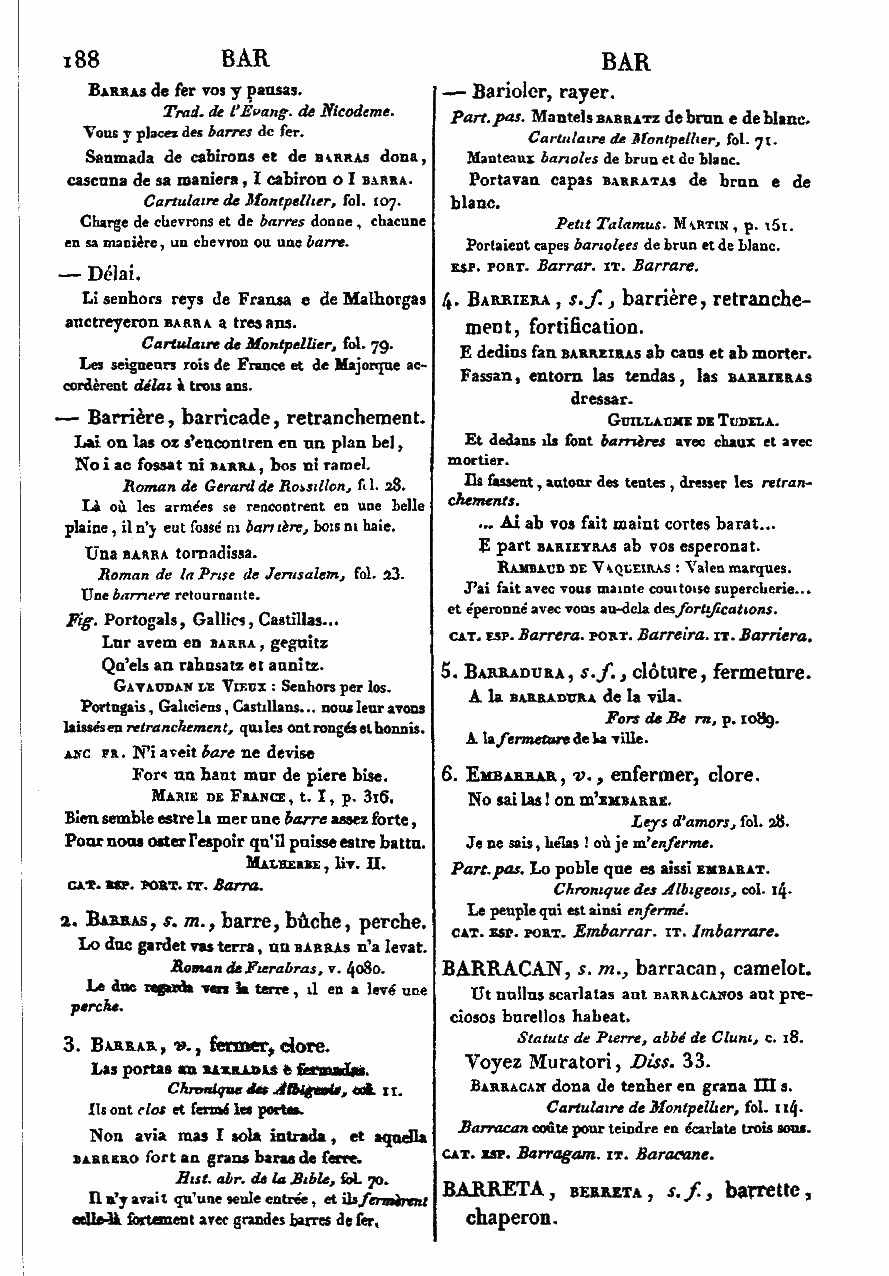 188 BAR BAR
BARRAS de fer vos y pausas.
Trad. de l'Évang. de Nicodeme.
Vous y placez des barres de fer.
Sanmada de cabirons et de BARRAS dona,
cascuna de sa maniera, I cabiron o I BARRA.
Cartulaire de Montpellier, fol. 107.
Charge de chevrons et de barres donne, chacune
en sa manière, un chevron ou une barre.
— Délai.
Li senhors reys de Fransa e de Malhorgas
auctreyeron BARRA a tres ans.
Cartulaire de Montpellier, fol. 79.
Les seigneurs rois de France et de Majorque ac-
cordèrent délai à trois ans.
— Barrière, barricade, retranchement.
Lai on las oz s'encontren en un plan bel,
No i ac fossat ni BARRA, bos ni ramel.
Roman de Gerard de Rossillon, fol. 28.
Là où les armées se rencontrent en une belle
plaine, il n'y eut fossé ni barrière, bois ni haie.
Una BARRA tornadissa.
Roman de la Prise de Jerusalem, fol. 23.
Une barriere retournante.
Fig. Portogals, Gallics, Castillas...
Lur avem en BARRA, geguitz
Qu'els an rahusatz et aunitz.
GAVAUDAN LE VIEUX : Senhors per los.
Portugais, Galiciens, Castillans... nous leur avons
laissés en retranchement, qui les ont rongés et honnis.
ANC FR. N'i aveit bare ne devise
Fors un haut mur de piere bise.
MARIE DE FRANCE, t. I, p. 316.
Bien semble estre la mer une barre assez forte,
Pour nous oster l'espoir qu'il puisse estre battu.
MALHERBE, liv. II.
CAT. ESP. PORT. IT. Barra.
2. BARRAS, s. m., barre, bûche, perche.
Lo duc gardet vas terra, un BARRAS n'a levat.
Roman de Fierabras, v. 4080.
Le duc regarda vers la terre, il en a levé une
perche.
3. BARRAR, v., fermer, clore.
Las portas an BARRADAS e fermadas.
Chronique des Albigeois, col. 11.
Ils ont clos et fermé les portes.
Non avia mas I sola intrada, et aquella
BARRERO fort an grans baras de ferre.
Hist. abr. de la Bible, fol. 70.
Il n'y avait qu'une seule entrée, et ils fermèrent
celle-là fortement avec grandes barres de fer.
— Barioler, rayer.
Part. pas. Mantels BARRATZ de brun e de blanc.
Cartulaire de Montpellier, fol. 71.
Manteaux barioles de brun et de blanc.
Portavan capas BARRATAS de brun e de
blanc.
Petit Talamus. MARTIN, p. 151.
Portaient capes bariolees de brun et de blanc.
ESP. PORT. Barrar. IT. Barrare.
4. BARRIERA, s. f., barrière, retranche-
ment, fortification.
E dedins fan BARREIRAS ab caus et ab morter.
Fassan, entorn las tendas, las BARRIERAS
dressar.
GUILLAUME DE TUDELA.
Et dedans ils font barrières avec chaux et avec
mortier.
Ils fassent, autour des tentes, dresser les retran-
chements.
... Ai ab vos fait maint cortes barat...
E part BARIEYRAS ab vos esperonat.
RAMBAUD DE VAQUEIRAS : Valen marques.
J'ai fait avec vous mainte courtoise supercherie...
et éperonné avec vous au-dela des fortifications.
CAT. ESP. Barrera. PORT. Barreira. IT. Barriera.
5. BARRADURA, s. f., clôture, fermeture.
A la BARRADURA de la vila.
Fors de Be rn, p. 1089.
A la fermeture de la ville.
6. EMBARRAR, v., enfermer, clore.
No sai las! on m'EMBARRE.
Leys d'amors, fol. 28.
Je ne sais, hélas ! où je m'enferme.
Part. pas. Lo poble que es aissi EMBARAT.
Chronique des Albigeois, col. 14.
Le peuple qui est ainsi enfermé.
CAT. ESP. PORT. Embarrar. IT. Imbarrare.
BARRACAN, s. m., barracan, camelot.
Ut nullus scarlatas aut BARRACANOS aut pre-
ciosos burellos habeat.
Statuts de Pierre, abbé de Cluni, c. 18.
Voyez Muratori, Diss. 33.
BARRACAN dona de tenher en grana III s.
Cartulaire de Montpellier, fol. 114.
Barracan coûte pour teindre en écarlate trois sous.
CAT. ESP. Barragam. IT. Baracane.
BARRETA, BERRETA, s. f., barrette,
chaperon.